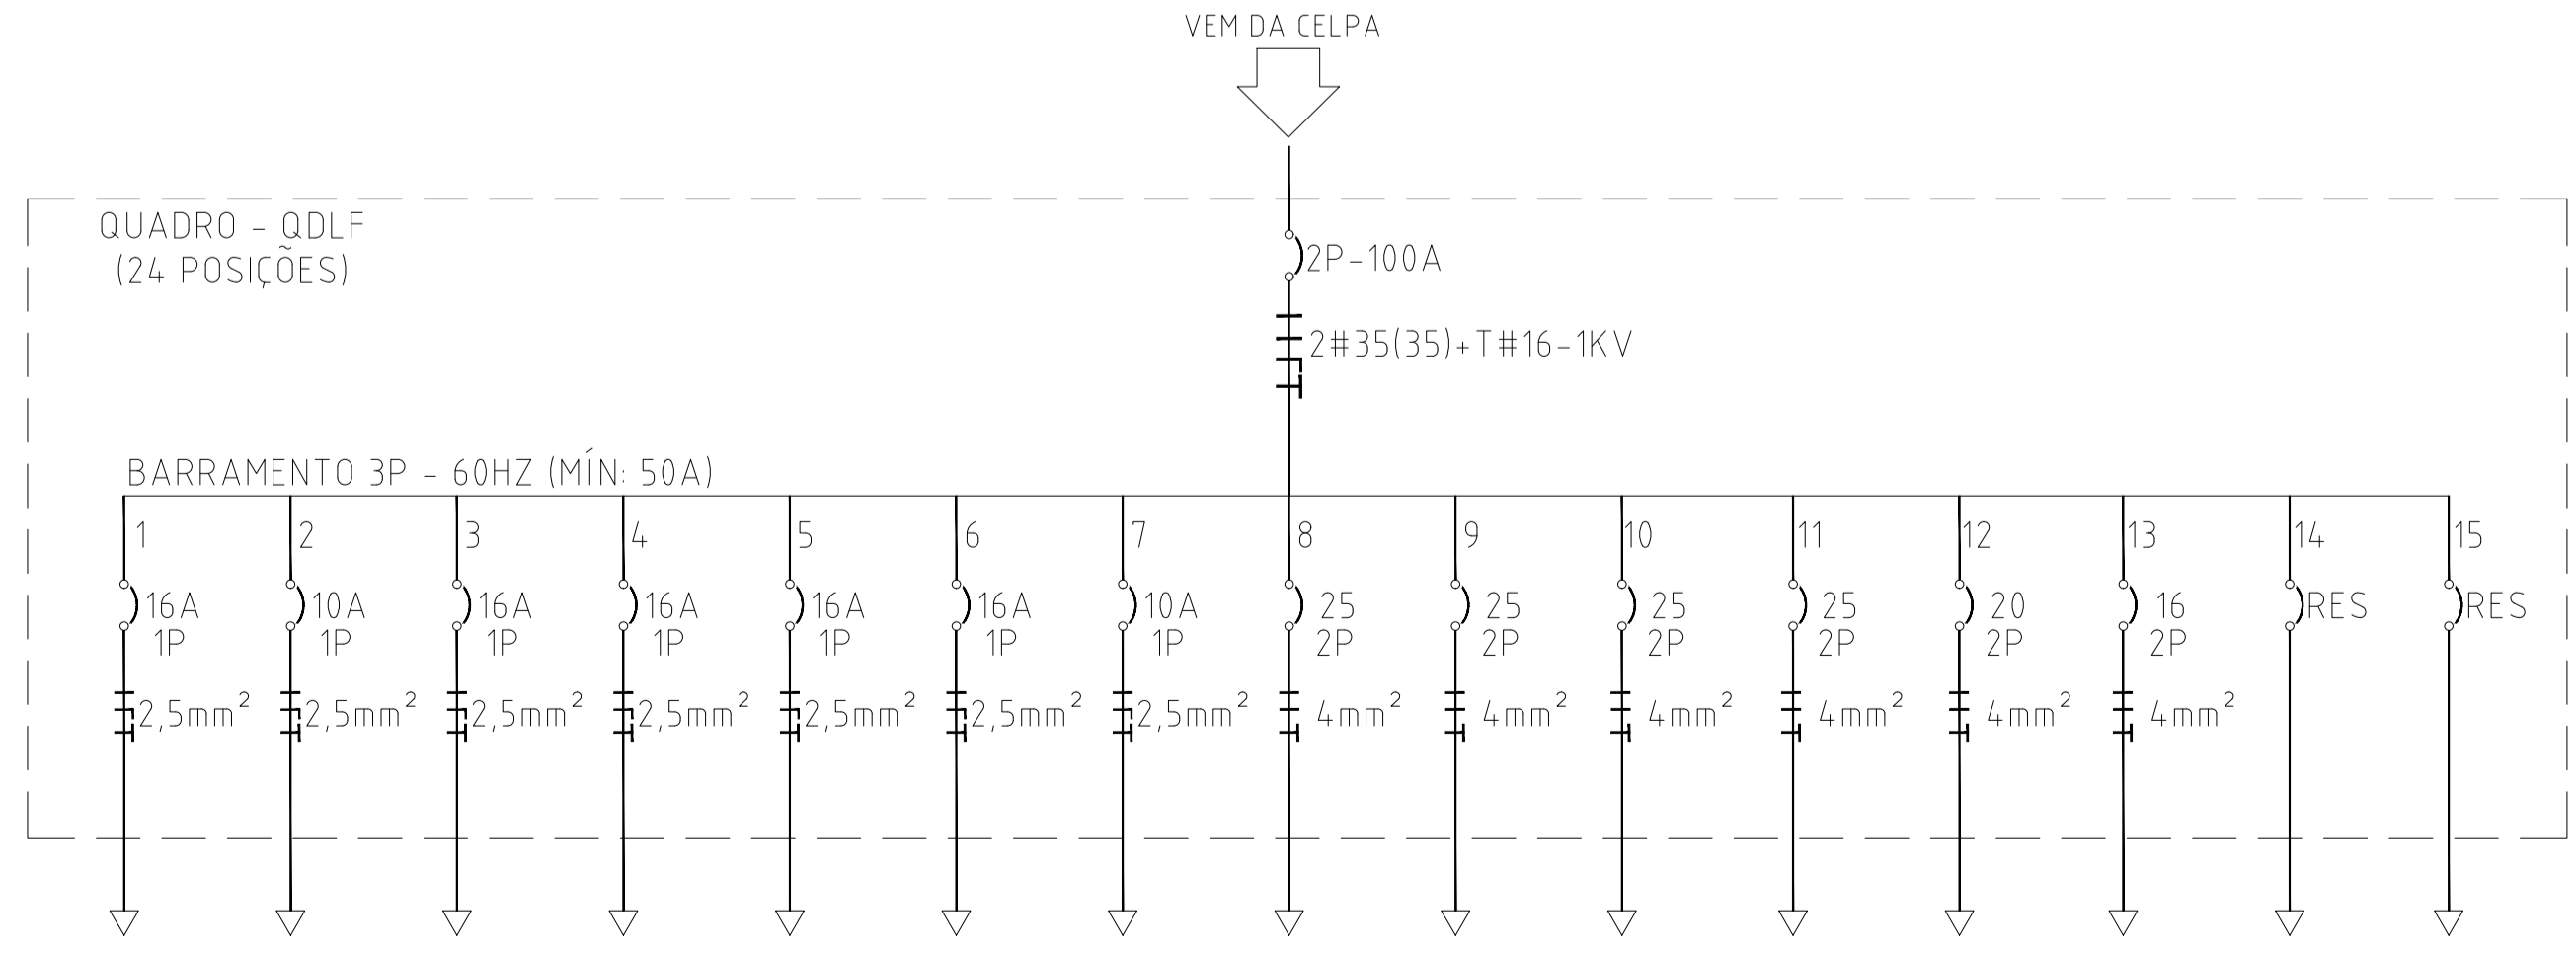 VEM DA CELPA
QUADRO - QDLF
(24 POSIÇÕES)
2P-100A
2#35(35)+T#16-1KV
BARRAMENTO 3P - 60HZ (MÍN: 50A)
1 2 3 4 5 6 7 8 9 10 11 12 13 14 15
16A 10A 16A 16A 16A 16A 10A 25 25 25 25 20 16 RES RES
1P 1P 1P 1P 1P 1P 1P 2P 2P 2P 2P 2P 2P
2,5mm² 2,5mm² 2,5mm² 2,5mm² 2,5mm² 2,5mm² 2,5mm² 4mm² 4mm² 4mm² 4mm² 4mm² 4mm²